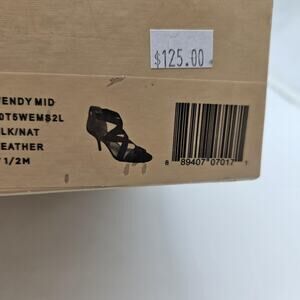 $125.00
ENDY MID
0T5WEMS2L
LK/NAT
EATHER
1/2M
8 89407 07017 1